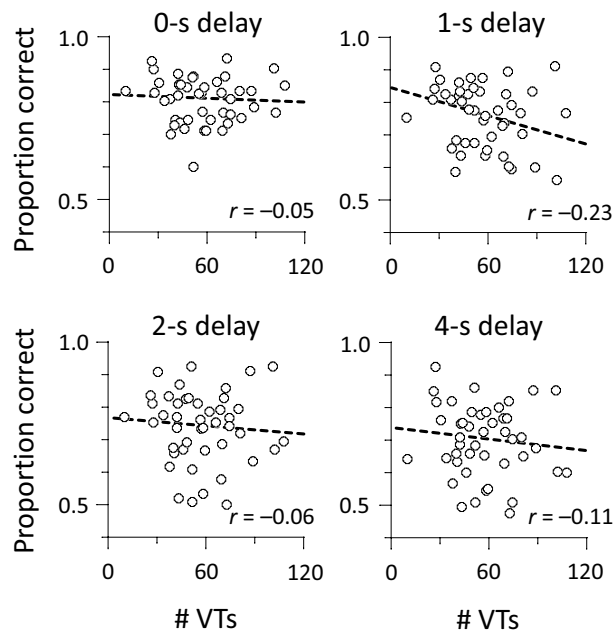 0-s delay
1-s delay
Proportion correct
1.0
0.5
r = –0.05
0
60
120
1.0
0.5
r = –0.23
0
60
120
2-s delay
4-s delay
Proportion correct
1.0
0.5
r = –0.06
0
60
120
# VTs
1.0
0.5
r = –0.11
0
60
120
# VTs